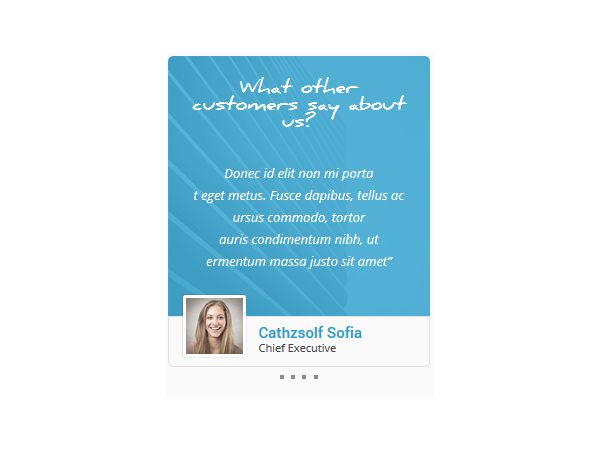 What other
customers say about
us?
Donec id elit non mi porta
t eget metus. Fusce dapibus, tellus ac
ursus commodo, tortor
auris condimentum nibh, ut
ermentum massa justo sit amet”
Cathzsolf Sofia
Chief Executive